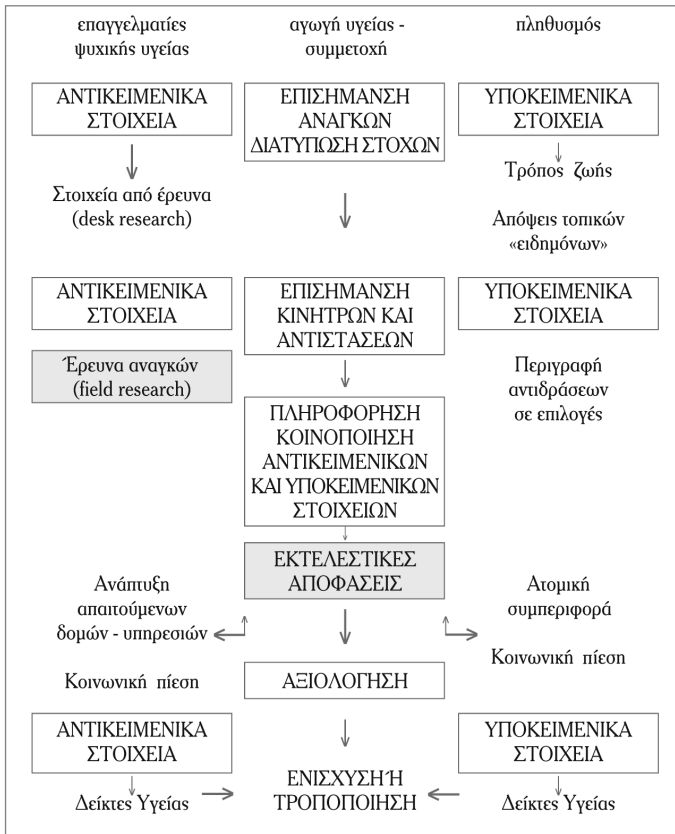 επαγγελματίες
ψυχικής υγείας
αγωγή υγείας -
συμμετοχή
πληθυσμός
ΑΝΤΙΚΕΙΜΕΝΙΚΑ
ΣΤΟΙΧΕΙΑ
ΕΠΙΣΗΜΑΝΣΗ
ΑΝΑΓΚΩΝ
ΔΙΑΤΥΠΩΣΗ ΣΤΟΧΩΝ
ΥΠΟΚΕΙΜΕΝΙΚΑ
ΣΤΟΙΧΕΙΑ
Στοιχεία από έρευνα
(desk research)
Τρόπος ζωής
Απόψεις τοπικών
«ειδημόνων»
ΑΝΤΙΚΕΙΜΕΝΙΚΑ
ΣΤΟΙΧΕΙΑ
ΕΠΙΣΗΜΑΝΣΗ
ΚΙΝΗΤΡΩΝ ΚΑΙ
ΑΝΤΙΣΤΑΣΕΩΝ
ΥΠΟΚΕΙΜΕΝΙΚΑ
ΣΤΟΙΧΕΙΑ
Έρευνα αναγκών
(field research)
Περιγραφή
αντιδράσεων
σε επιλογές
ΠΛΗΡΟΦΟΡΗΣΗ
ΚΟΙΝΟΠΟΙΗΣΗ
ΑΝΤΙΚΕΙΜΕΝΙΚΩΝ
ΚΑΙ ΥΠΟΚΕΙΜΕΝΙΚΩΝ
ΣΤΟΙΧΕΙΩΝ
ΕΚΤΕΛΕΣΤΙΚΕΣ
ΑΠΟΦΑΣΕΙΣ
Ανάπτυξη
απαιτούμενων
δομών - υπηρεσιών
Ατομική
συμπεριφορά
Κοινωνική πίεση
Κοινωνική πίεση
ΑΞΙΟΛΟΓΗΣΗ
ΑΝΤΙΚΕΙΜΕΝΙΚΑ
ΣΤΟΙΧΕΙΑ
ΥΠΟΚΕΙΜΕΝΙΚΑ
ΣΤΟΙΧΕΙΑ
Δείκτες Υγείας
ΕΝΙΣΧΥΣΗ Ή
ΤΡΟΠΟΠΟΙΗΣΗ
Δείκτες Υγείας